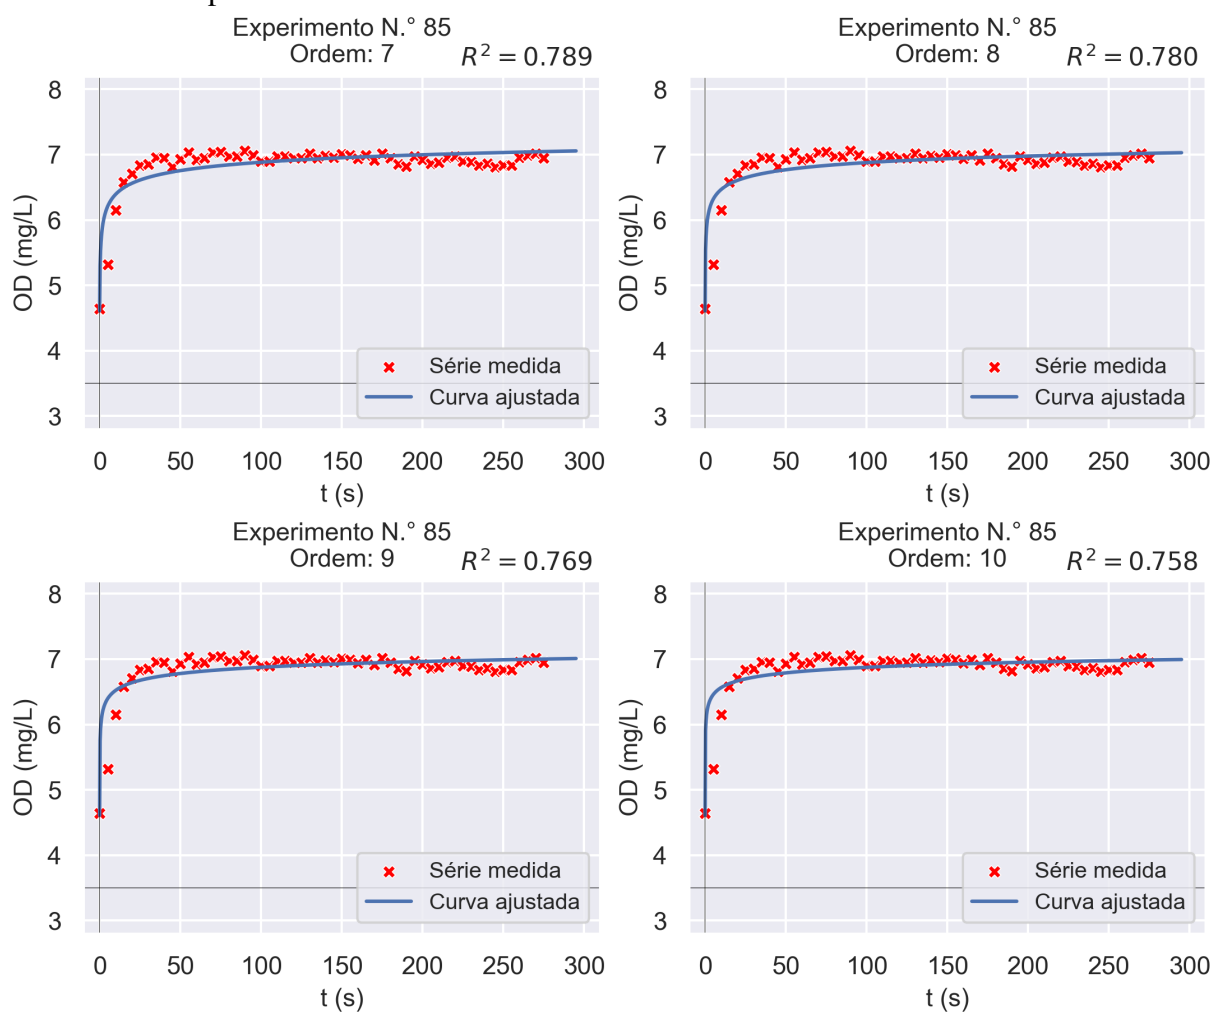 Experimento N.° 85
Ordem: 7
R² = 0.789
8
7
6
5
4
3
OD (mg/L)
Série medida
Curva ajustada
0 50 100 150 200 250 300
t (s)
Experimento N.° 85
Ordem: 8
R² = 0.780
8
7
6
5
4
3
OD (mg/L)
Série medida
Curva ajustada
0 50 100 150 200 250 300
t (s)
Experimento N.° 85
Ordem: 9
R² = 0.769
8
7
6
5
4
3
OD (mg/L)
Série medida
Curva ajustada
0 50 100 150 200 250 300
t (s)
Experimento N.° 85
Ordem: 10
R² = 0.758
8
7
6
5
4
3
OD (mg/L)
Série medida
Curva ajustada
0 50 100 150 200 250 300
t (s)